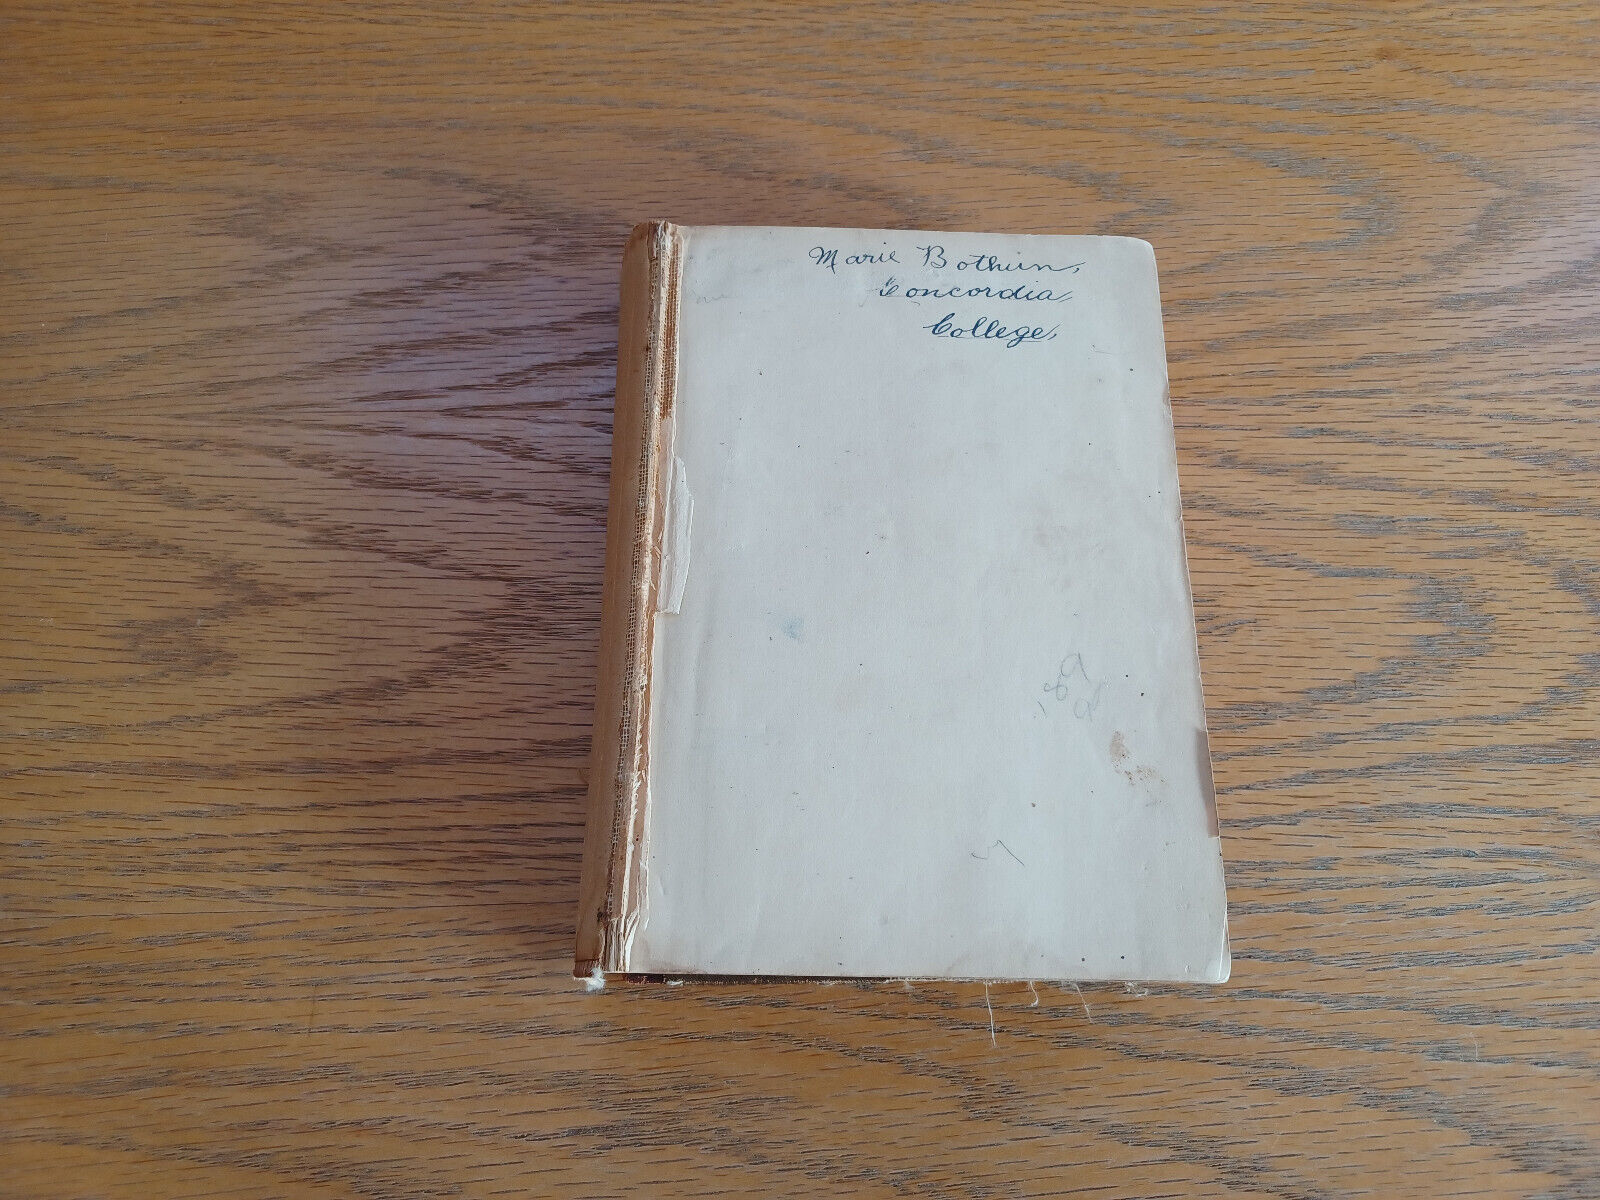 Marie Bothun,
Concordia,
College,